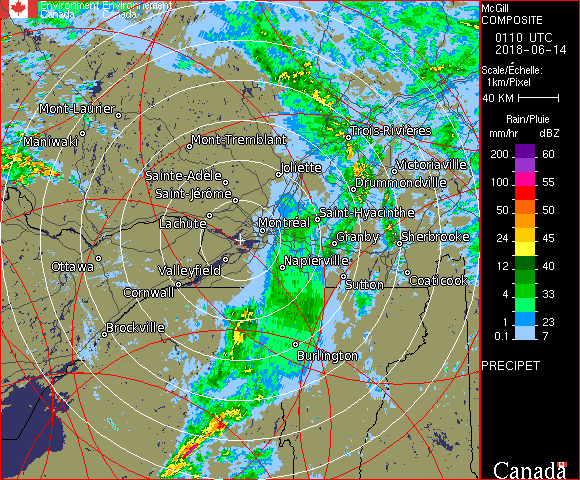 Environment Environnement
Canada Canada
McGill
COMPOSITE
0110 UTC
2018-06-14
Scale/Échelle:
1km/Pixel
40 KM
Rain/Pluie
mm/hr dBZ
200 60
100 55
50 50
24 45
12 40
4 33
1 23
0.1 7
PRECIPET
Canada
Mont-Laurier
Maniwaki
Mont-Tremblant
Trois-Rivières
Joliette
Victoriaville
Sainte-Adèle
Drummondville
Saint-Jérôme
Saint-Hyacinthe
Lachute
Montréal
Granby
Sherbrooke
Ottawa
Valleyfield
Napierville
Cornwall
Sutton
Coaticook
Brockville
Burlington